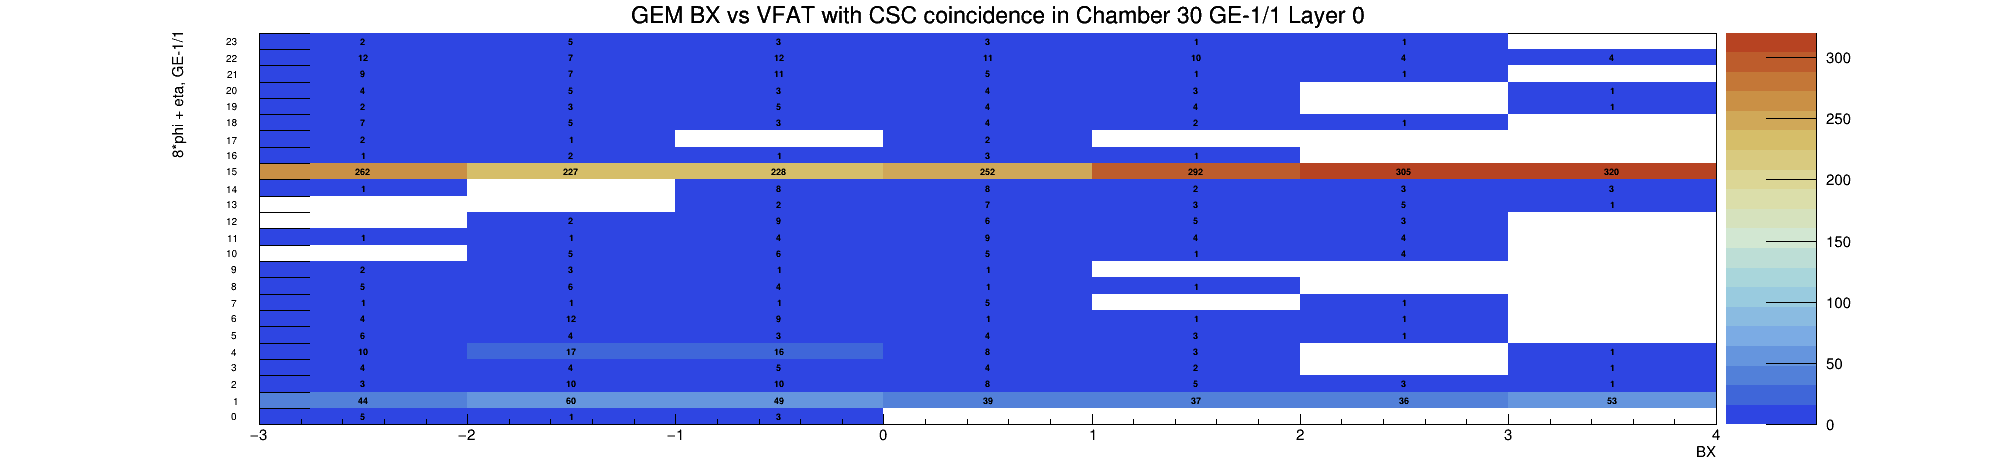 GEM BX vs VFAT with CSC coincidence in Chamber 30 GE-1/1 Layer 0
8*phi + eta, GE-1/1
23 2 5 3 3 1 1
22 12 7 12 11 10 4 4
21 9 7 11 5 1 1
20 4 5 3 4 3 1
19 2 3 5 4 4 1
18 7 5 3 4 2 1
17 2 1 2
16 1 2 1 3 1
15 262 227 228 252 292 305 320
14 1 8 8 2 3 3
13 2 7 3 5 1
12 2 9 6 5 3
11 1 1 4 9 4 4
10 5 6 5 1 4
9 2 3 1 1
8 5 6 4 1 1
7 1 1 1 5 1
6 4 12 9 1 1 1
5 6 4 3 4 3 1
4 10 17 16 8 3 1
3 4 4 5 4 2 1
2 3 10 10 8 5 3 1
1 44 60 49 39 37 36 53
0 5 1 3
−3 −2 −1 0 1 2 3 4
BX
300
250
200
150
100
50
0